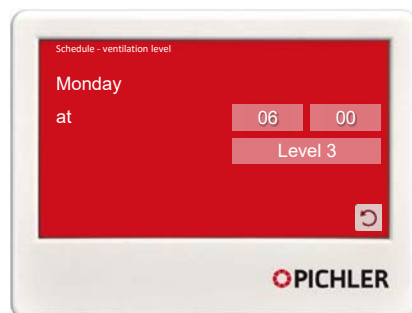 Schedule - ventilation level
Monday
at 06 00
Level 3
PICHLER